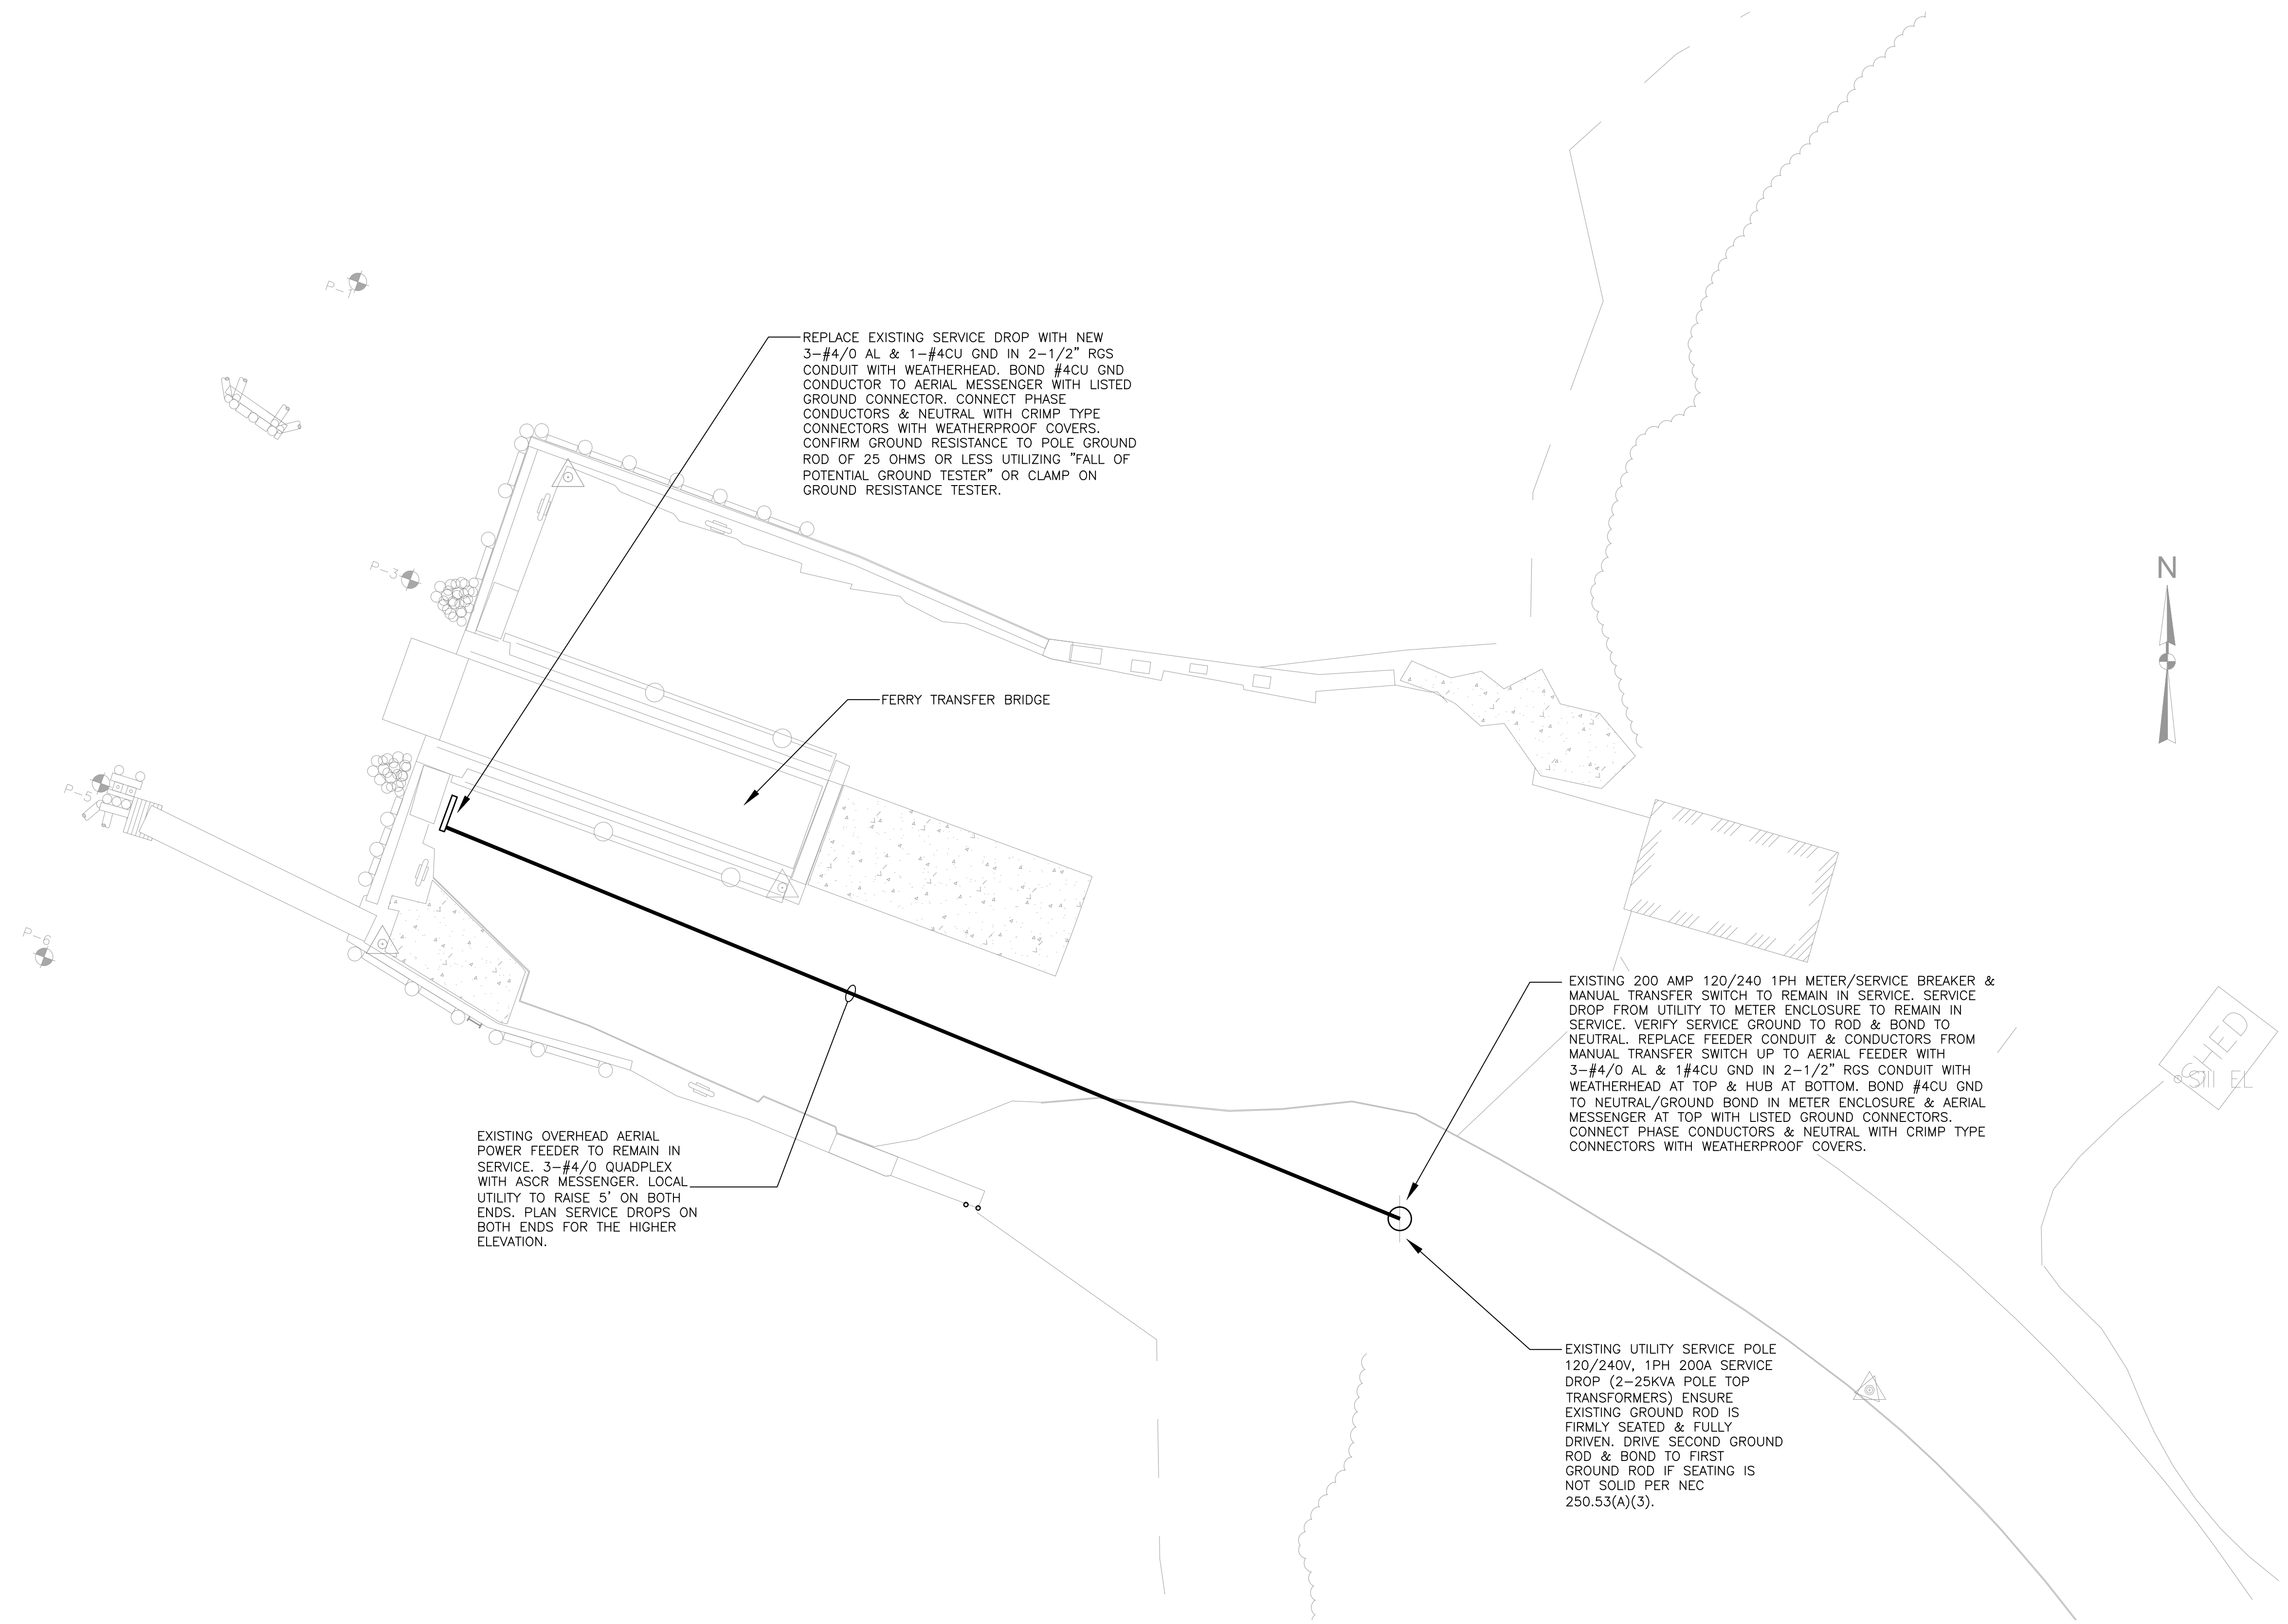 P-7
REPLACE EXISTING SERVICE DROP WITH NEW
3-#4/0 AL & 1-#4CU GND IN 2-1/2" RGS
CONDUIT WITH WEATHERHEAD. BOND #4CU GND
CONDUCTOR TO AERIAL MESSENGER WITH LISTED
GROUND CONNECTOR. CONNECT PHASE
CONDUCTORS & NEUTRAL WITH CRIMP TYPE
CONNECTORS WITH WEATHERPROOF COVERS.
CONFIRM GROUND RESISTANCE TO POLE GROUND
ROD OF 25 OHMS OR LESS UTILIZING "FALL OF
POTENTIAL GROUND TESTER" OR CLAMP ON
GROUND RESISTANCE TESTER.
P-3
N
FERRY TRANSFER BRIDGE
P-5
P-6
EXISTING 200 AMP 120/240 1PH METER/SERVICE BREAKER &
MANUAL TRANSFER SWITCH TO REMAIN IN SERVICE. SERVICE
DROP FROM UTILITY TO METER ENCLOSURE TO REMAIN IN
SERVICE. VERIFY SERVICE GROUND TO ROD & BOND TO
NEUTRAL. REPLACE FEEDER CONDUIT & CONDUCTORS FROM
MANUAL TRANSFER SWITCH UP TO AERIAL FEEDER WITH
3-#4/0 AL & 1#4CU GND IN 2-1/2" RGS CONDUIT WITH
WEATHERHEAD AT TOP & HUB AT BOTTOM. BOND #4CU GND
TO NEUTRAL/GROUND BOND IN METER ENCLOSURE & AERIAL
MESSENGER AT TOP WITH LISTED GROUND CONNECTORS.
CONNECT PHASE CONDUCTORS & NEUTRAL WITH CRIMP TYPE
CONNECTORS WITH WEATHERPROOF COVERS.
SHED
EL
EXISTING OVERHEAD AERIAL
POWER FEEDER TO REMAIN IN
SERVICE. 3-#4/0 QUADPLEX
WITH ASCR MESSENGER. LOCAL
UTILITY TO RAISE 5' ON BOTH
ENDS. PLAN SERVICE DROPS ON
BOTH ENDS FOR THE HIGHER
ELEVATION.
EXISTING UTILITY SERVICE POLE
120/240V, 1PH 200A SERVICE
DROP (2-25KVA POLE TOP
TRANSFORMERS) ENSURE
EXISTING GROUND ROD IS
FIRMLY SEATED & FULLY
DRIVEN. DRIVE SECOND GROUND
ROD & BOND TO FIRST
GROUND ROD IF SEATING IS
NOT SOLID PER NEC
250.53(A)(3).